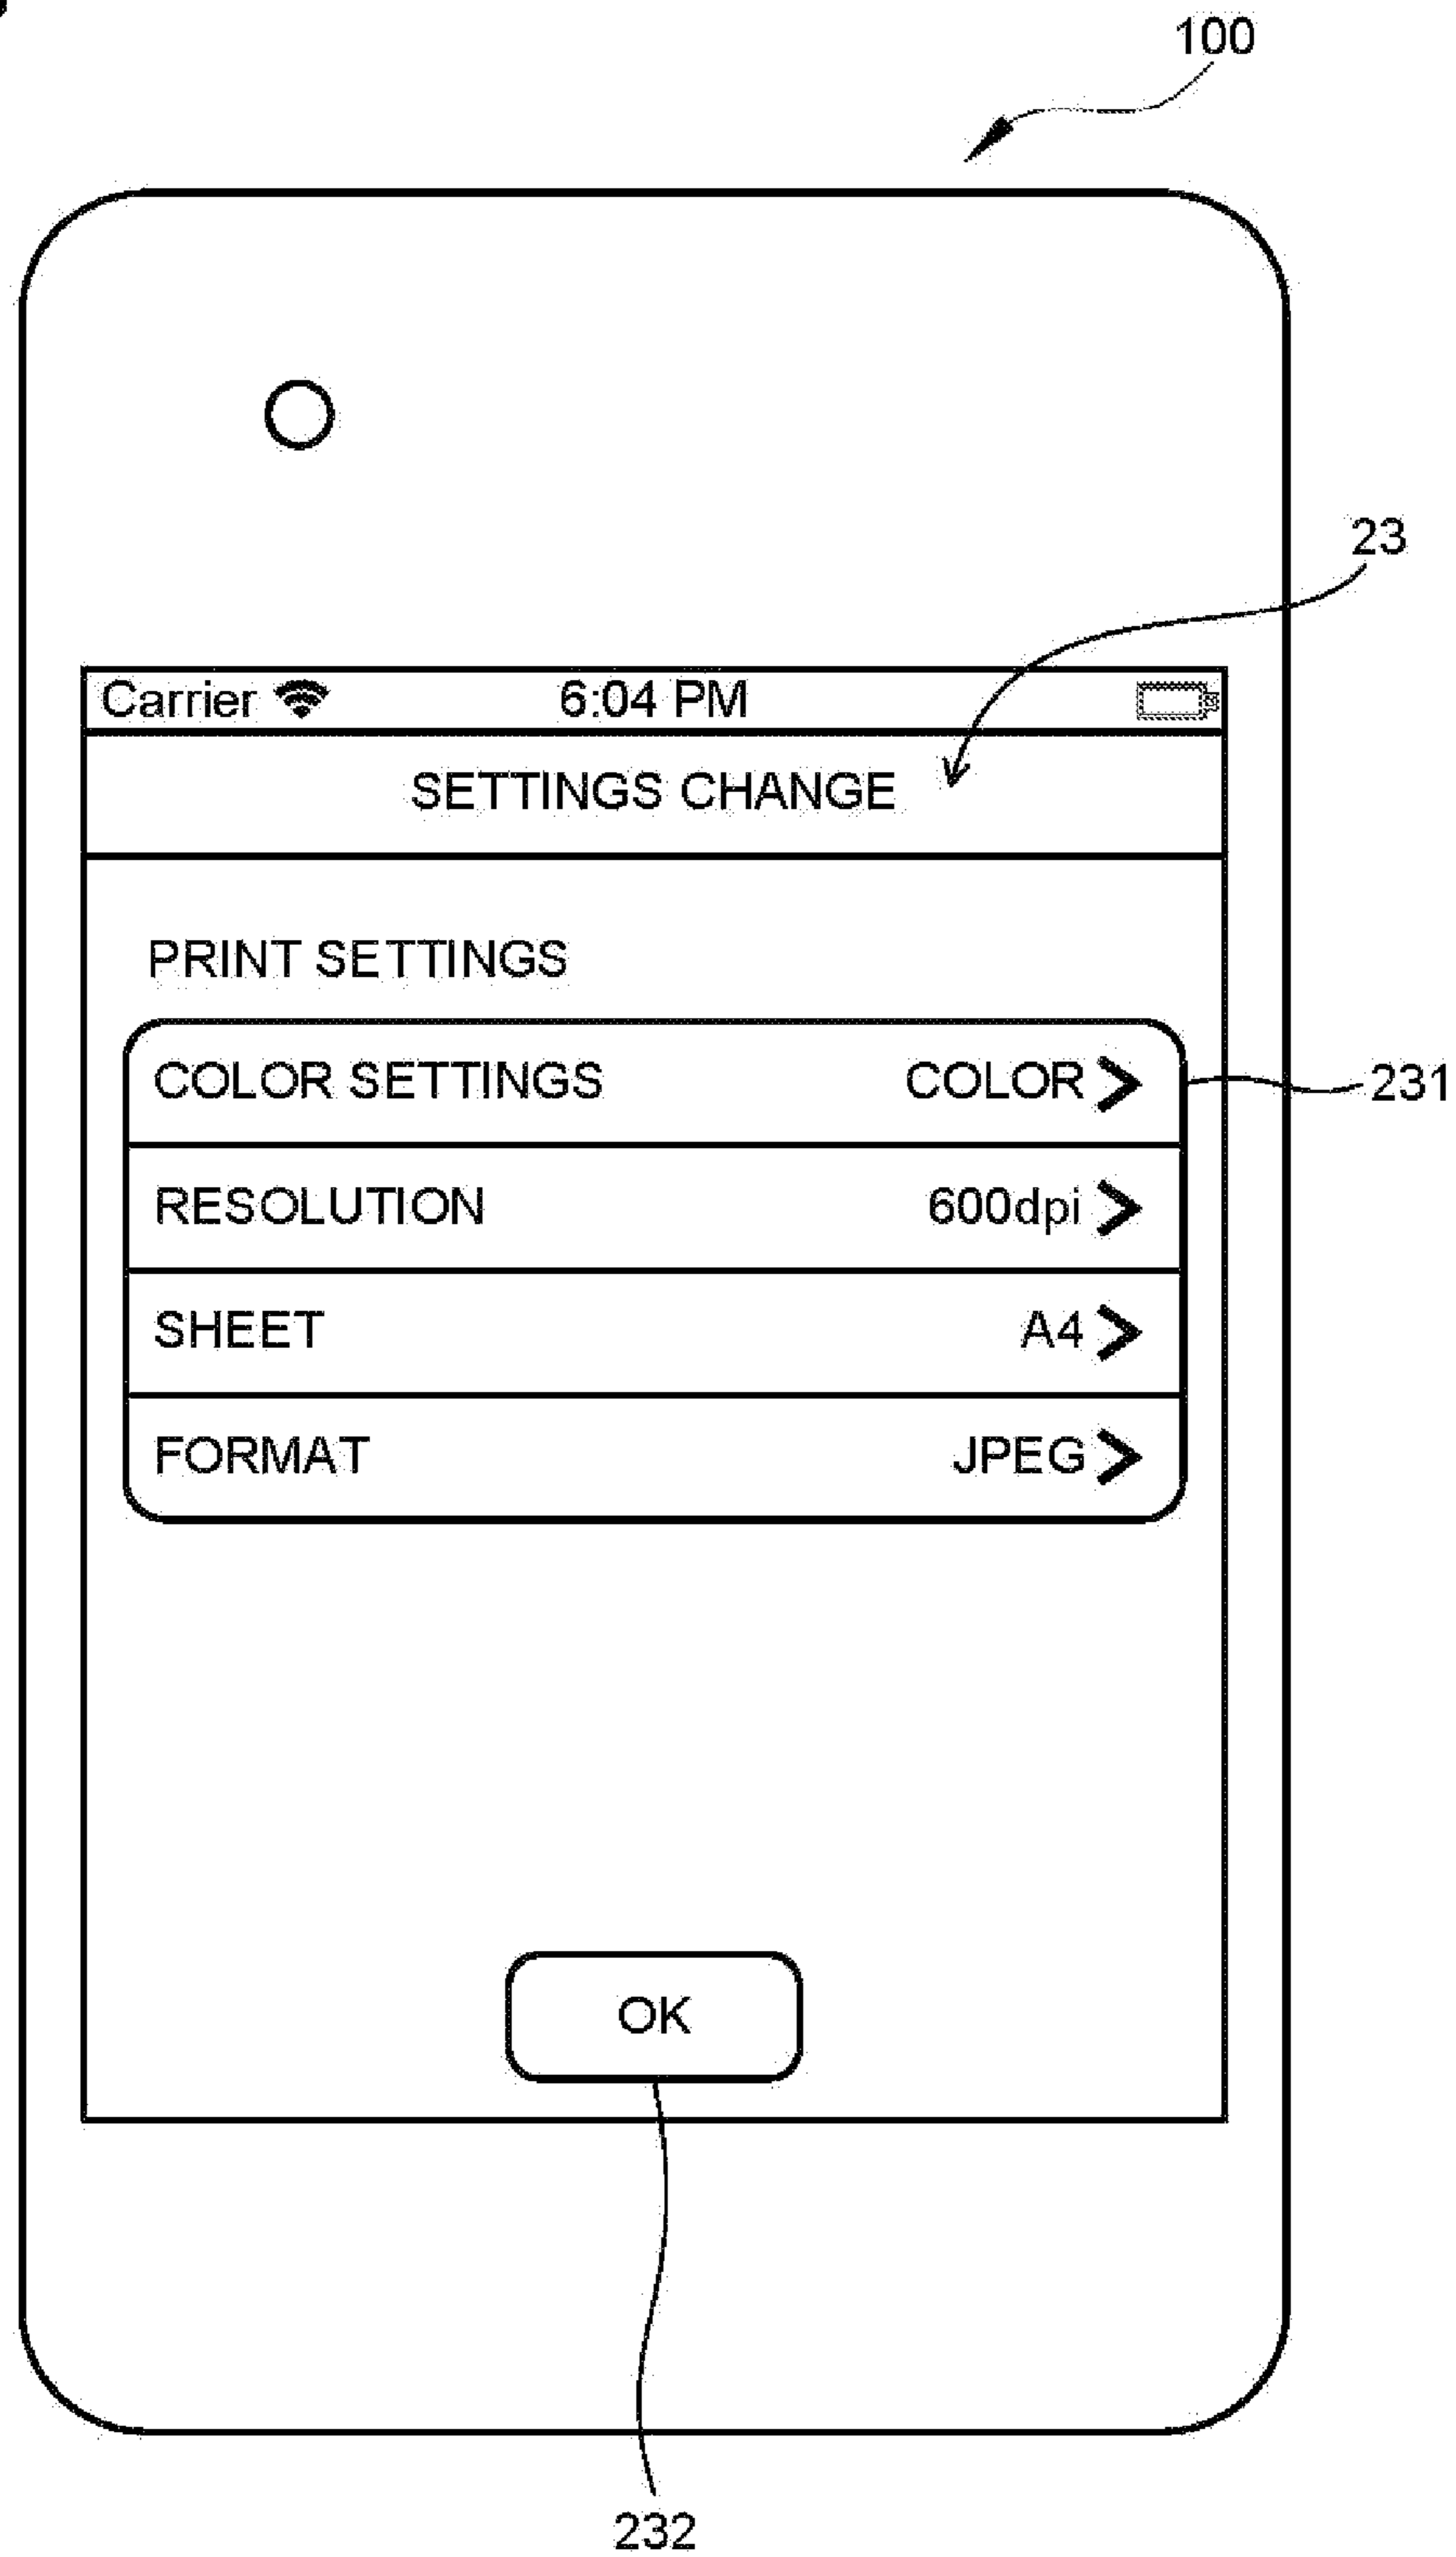 100
23
Carrier 6:04 PM
SETTINGS CHANGE
PRINT SETTINGS
COLOR SETTINGS COLOR
231
RESOLUTION 600dpi
SHEET A4
FORMAT JPEG
OK
232